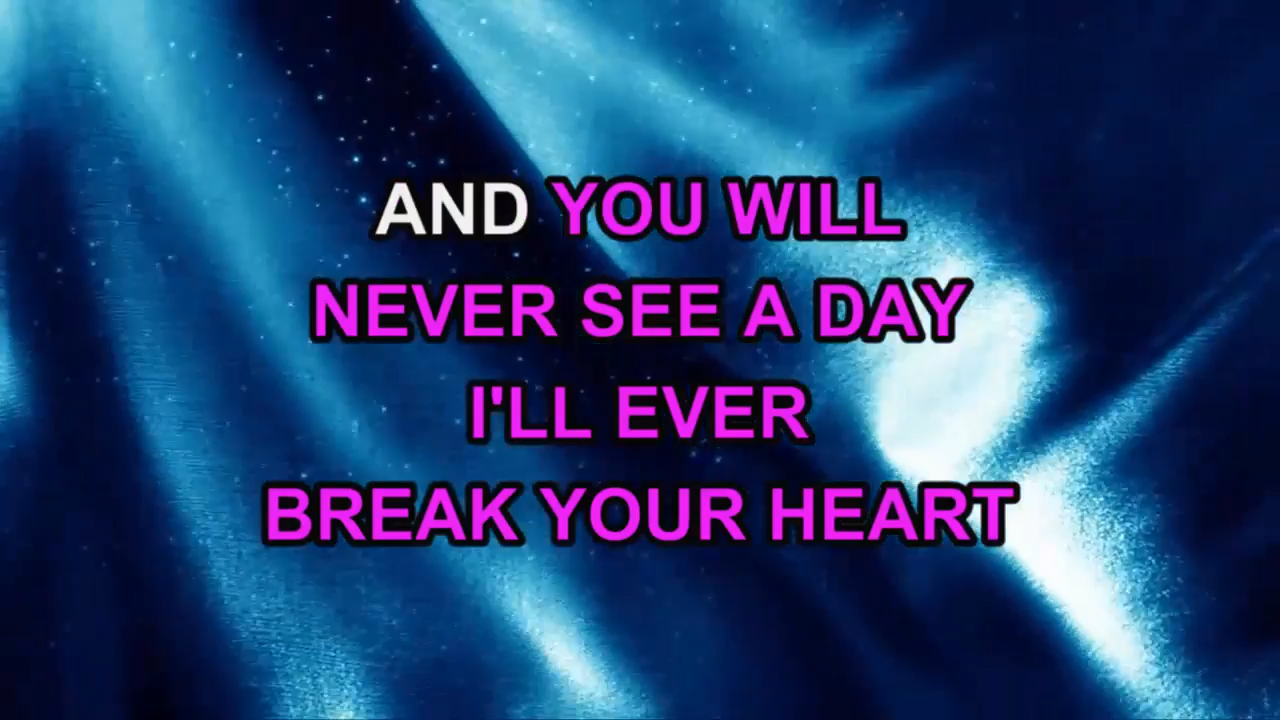 AND YOU WILL
NEVER SEE A DAY
I'LL EVER
BREAK YOUR HEART